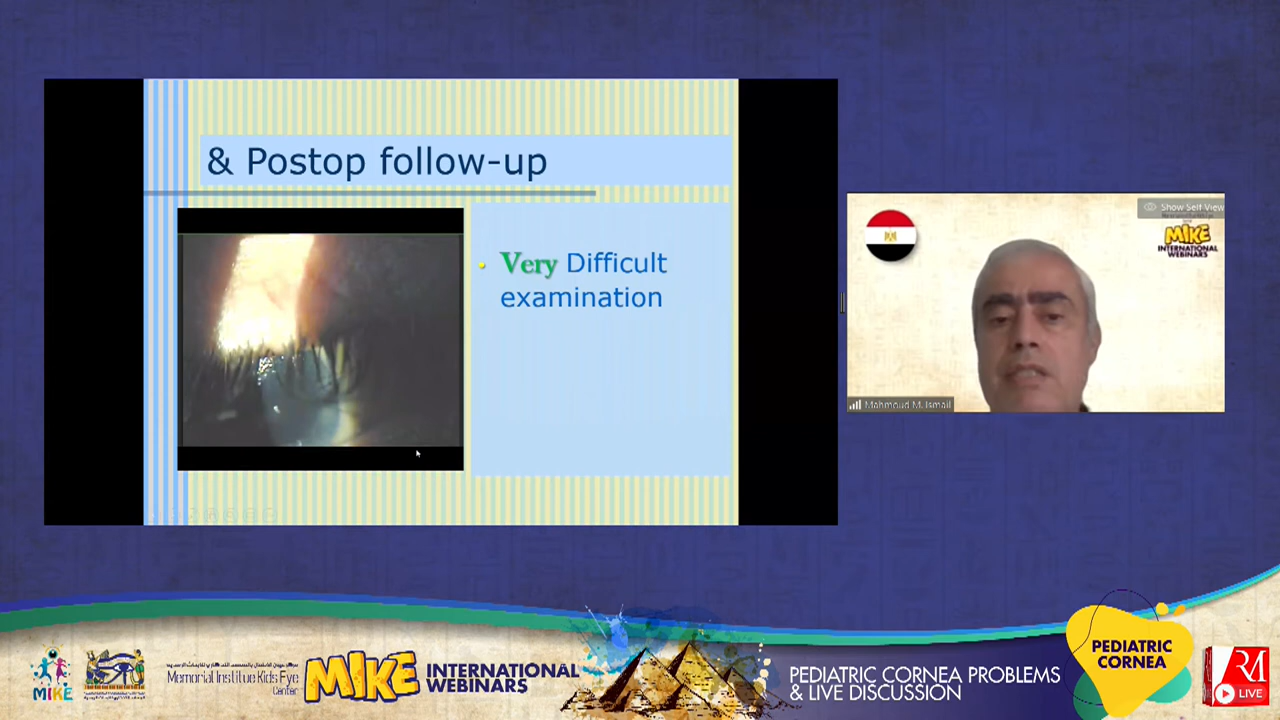 & Postop follow-up
Very Difficult
examination
Show Self View
MIKE
INTERNATIONAL
WEBINARS
Mahmoud M. Ismail
MIKE
Memorial Institue Kids Eye
Center
MIKE INTERNATIONAL
WEBINARS
PEDIATRIC CORNEA PROBLEMS
& LIVE DISCUSSION
PEDIATRIC
CORNEA
LIVE